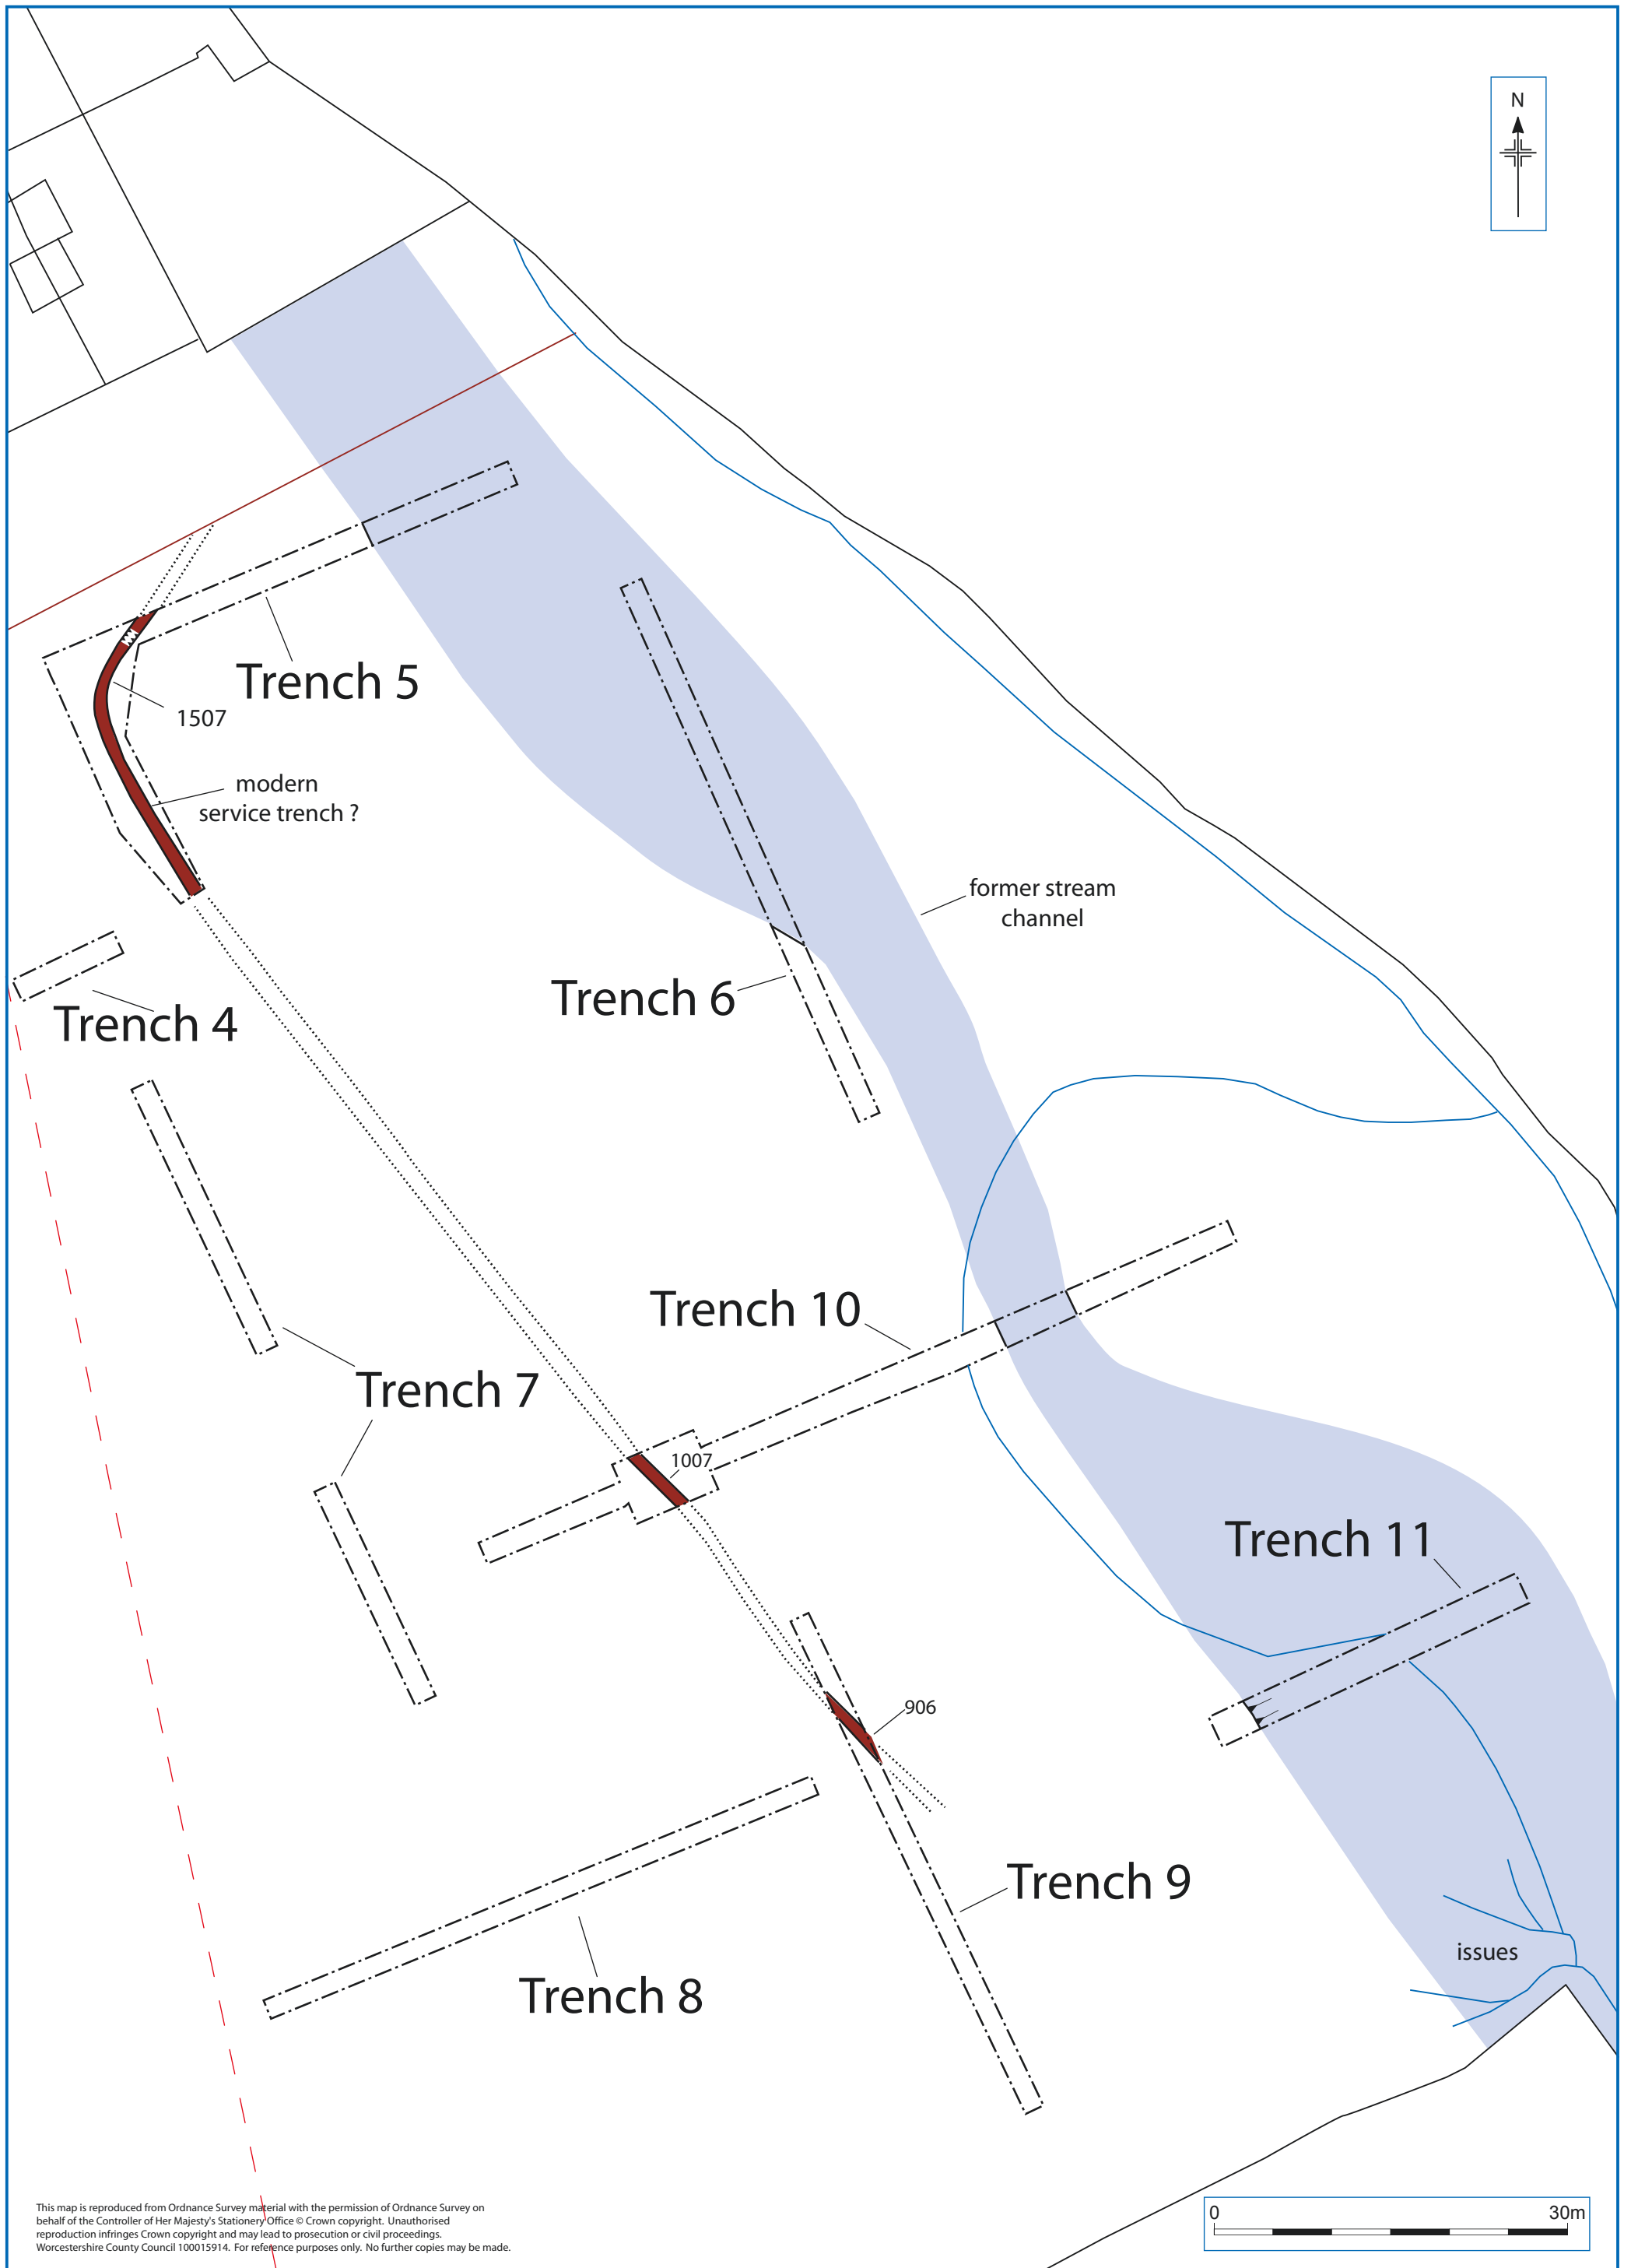 N
Trench 5
1507
modern
service trench ?
former stream
channel
Trench 6
Trench 4
Trench 10
Trench 7
1007
Trench 11
906
Trench 9
issues
Trench 8
This map is reproduced from Ordnance Survey material with the permission of Ordnance Survey on
behalf of the Controller of Her Majesty's Stationery Office © Crown copyright. Unauthorised
reproduction infringes Crown copyright and may lead to prosecution or civil proceedings.
Worcestershire County Council 100015914. For reference purposes only. No further copies may be made.
0 30m